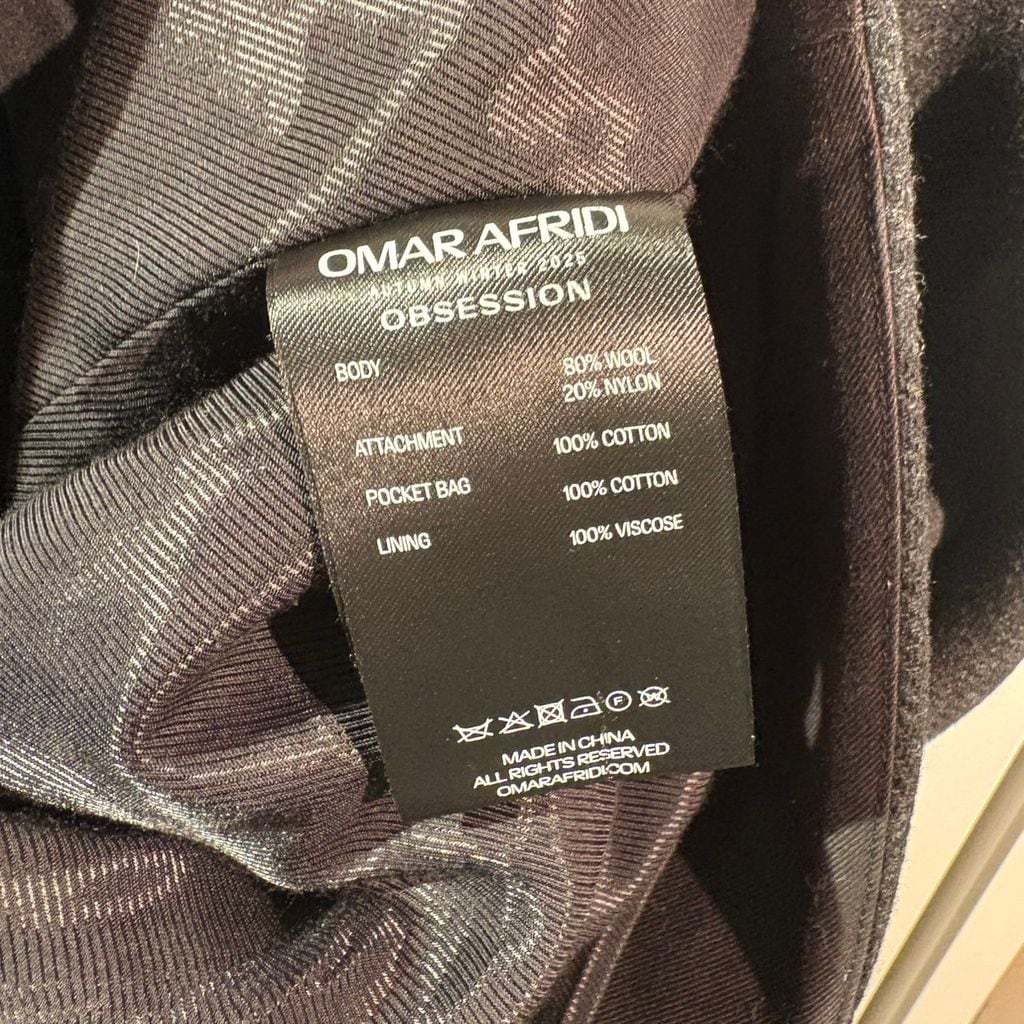 OMAR AFRIDI
AUTUMN WINTER 2025
OBSESSION
BODY 80% WOOL
20% NYLON
ATTACHMENT 100% COTTON
POCKET BAG 100% COTTON
LINING 100% VISCOSE
F W
MADE IN CHINA
ALL RIGHTS RESERVED
OMARAFRIDI.COM